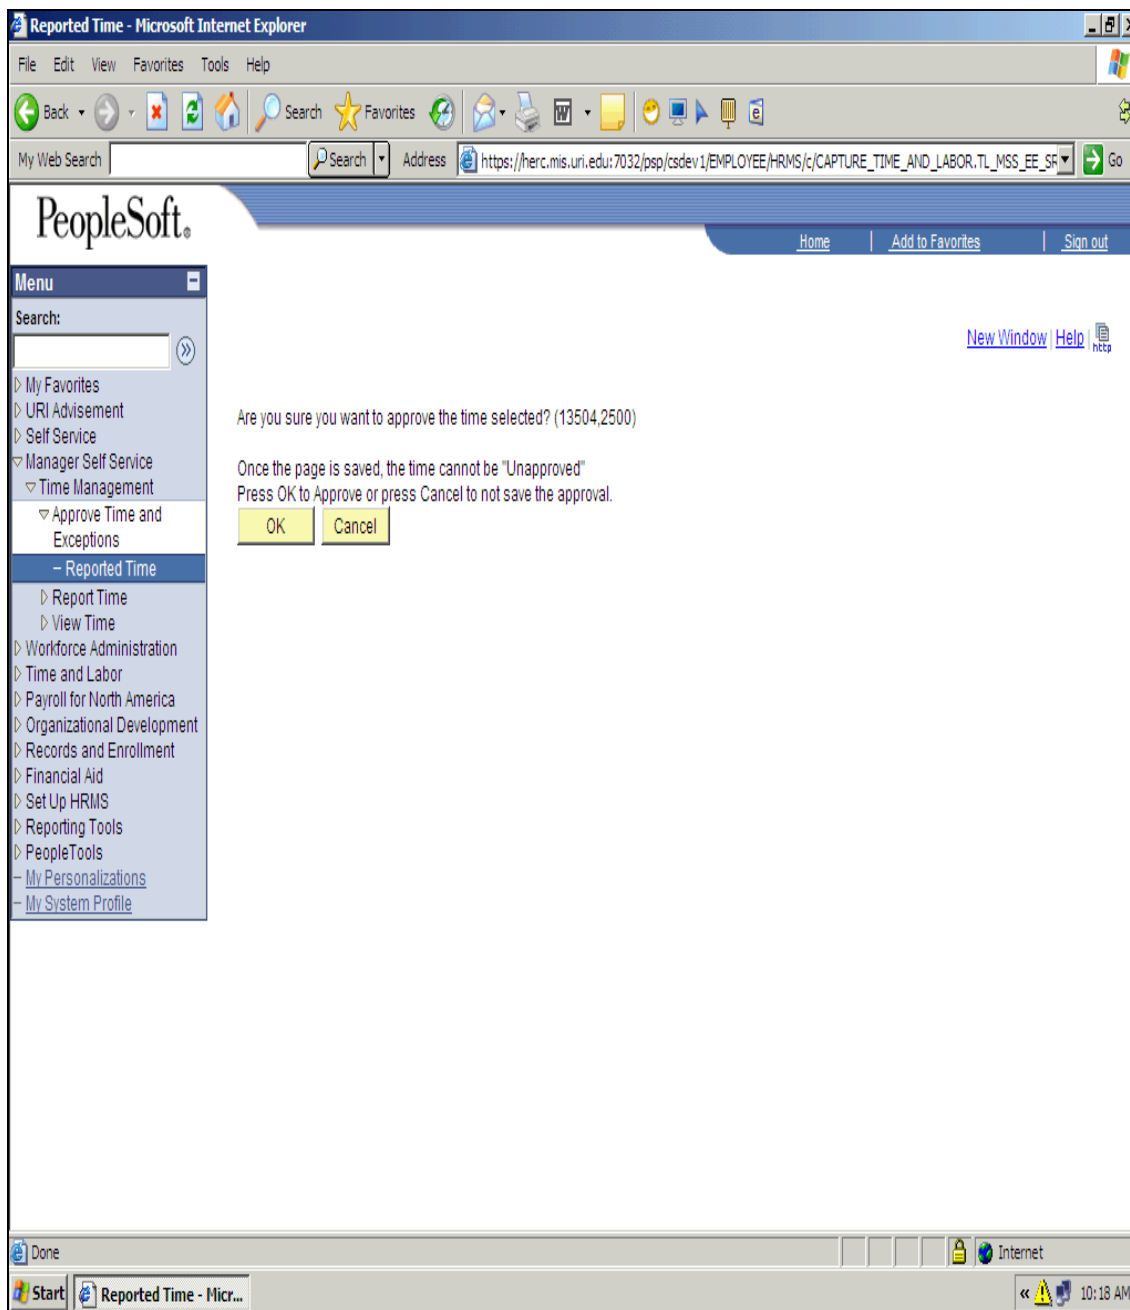 Reported Time - Microsoft Internet Explorer
File Edit View Favorites Tools Help
Back Search Favorites
My Web Search Search Address https://herc.mis.uri.edu:7032/psp/csdev1/EMPLOYEE/HRMS/c/CAPTURE_TIME_AND_LABOR.TL_MSS_EE_SR Go
PeopleSoft®
Home | Add to Favorites | Sign out
Menu
Search:
New Window | Help | http
My Favorites
URI Advisement
Self Service
Manager Self Service
Time Management
Approve Time and
Exceptions
– Reported Time
Report Time
View Time
Workforce Administration
Time and Labor
Payroll for North America
Organizational Development
Records and Enrollment
Financial Aid
Set Up HRMS
Reporting Tools
PeopleTools
– My Personalizations
– My System Profile
Are you sure you want to approve the time selected? (13504,2500)
Once the page is saved, the time cannot be "Unapproved"
Press OK to Approve or press Cancel to not save the approval.
OK Cancel
Done Internet
Start Reported Time - Micr... « 10:18 AM